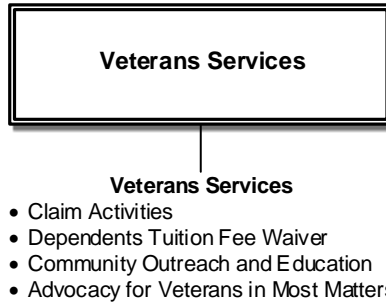 Veterans Services
Veterans Services
• Claim Activities
• Dependents Tuition Fee Waiver
• Community Outreach and Education
• Advocacy for Veterans in Most Matters